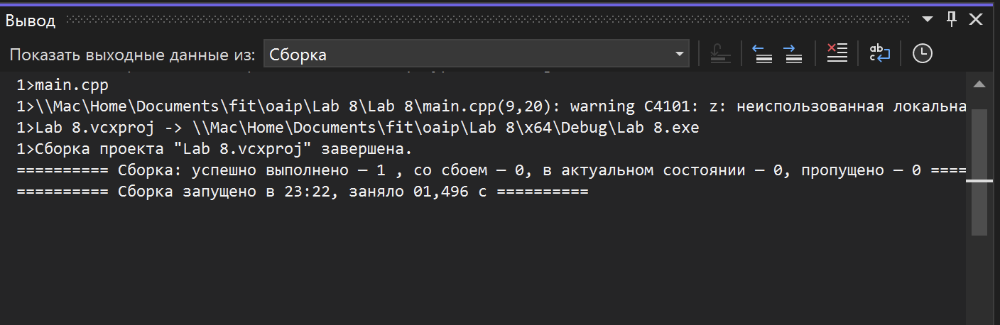 Вывод
Показать выходные данные из: Сборка
1>main.cpp
1>\\Mac\Home\Documents\fit\oaip\Lab 8\Lab 8\main.cpp(9,20): warning C4101: z: неиспользованная локальна
1>Lab 8.vcxproj -> \\Mac\Home\Documents\fit\oaip\Lab 8\x64\Debug\Lab 8.exe
1>Сборка проекта "Lab 8.vcxproj" завершена.
========== Сборка: успешно выполнено — 1 , со сбоем — 0, в актуальном состоянии — 0, пропущено — 0 =====
========== Сборка запущено в 23:22, заняло 01,496 с ==========